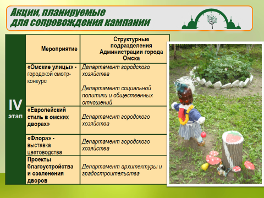 Акции, планируемые
для сопровождения кампании
Мероприятие
Структурные
подразделения
Администрации города
Омска
IV
этап
«Омские улицы» -
городской смотр-
конкурс
Департамент городского
хозяйства
Департамент социальной
политики и общественных
отношений
«Европейский
стиль в омских
дворах»
Департамент городского
хозяйства
«Флора» -
выставка
цветоводства
Департамент городского
хозяйства
Проекты
благоустройства
и озеленения
дворов
Департамент архитектуры и
градостроительства